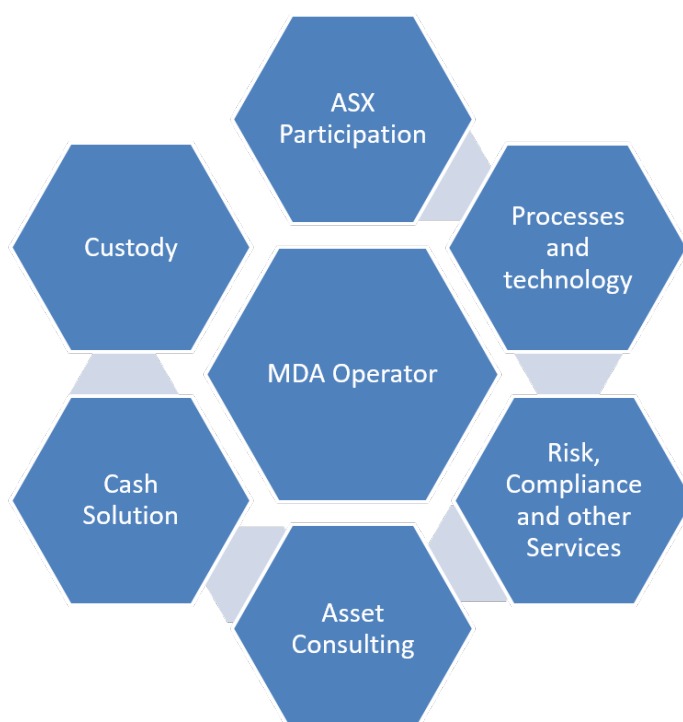 ASX
Participation
Processes
and
technology
Custody
MDA Operator
Risk,
Compliance
and other
Services
Cash
Solution
Asset
Consulting